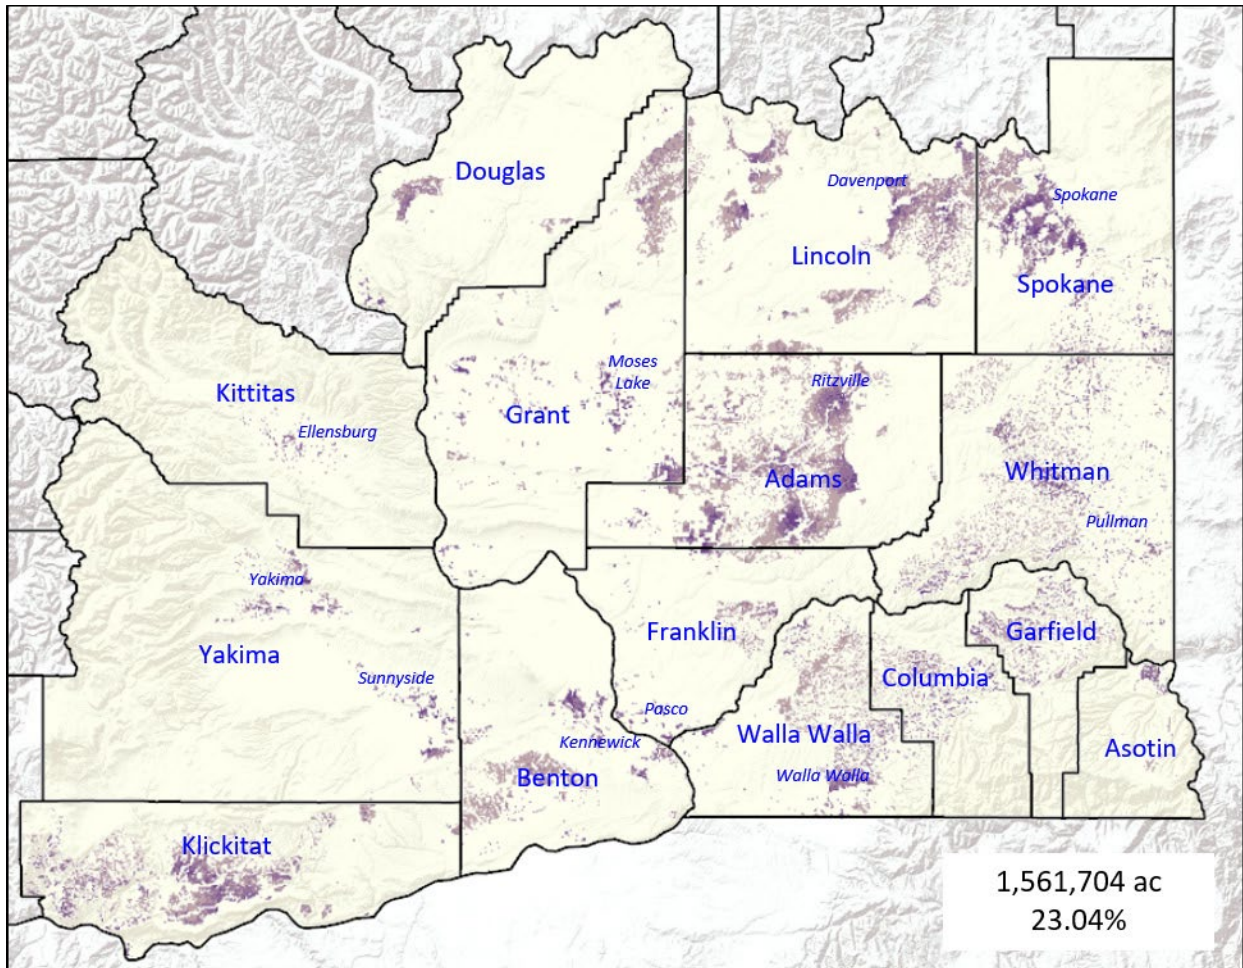 Douglas
Davenport
Spokane
Lincoln
Spokane
Moses
Lake
Ritzville
Kittitas
Grant
Ellensburg
Adams
Whitman
Pullman
Yakima
Franklin
Garfield
Yakima
Sunnyside
Columbia
Pasco
Walla Walla
Kennewick
Asotin
Benton
Walla Walla
Klickitat
1,561,704 ac
23.04%